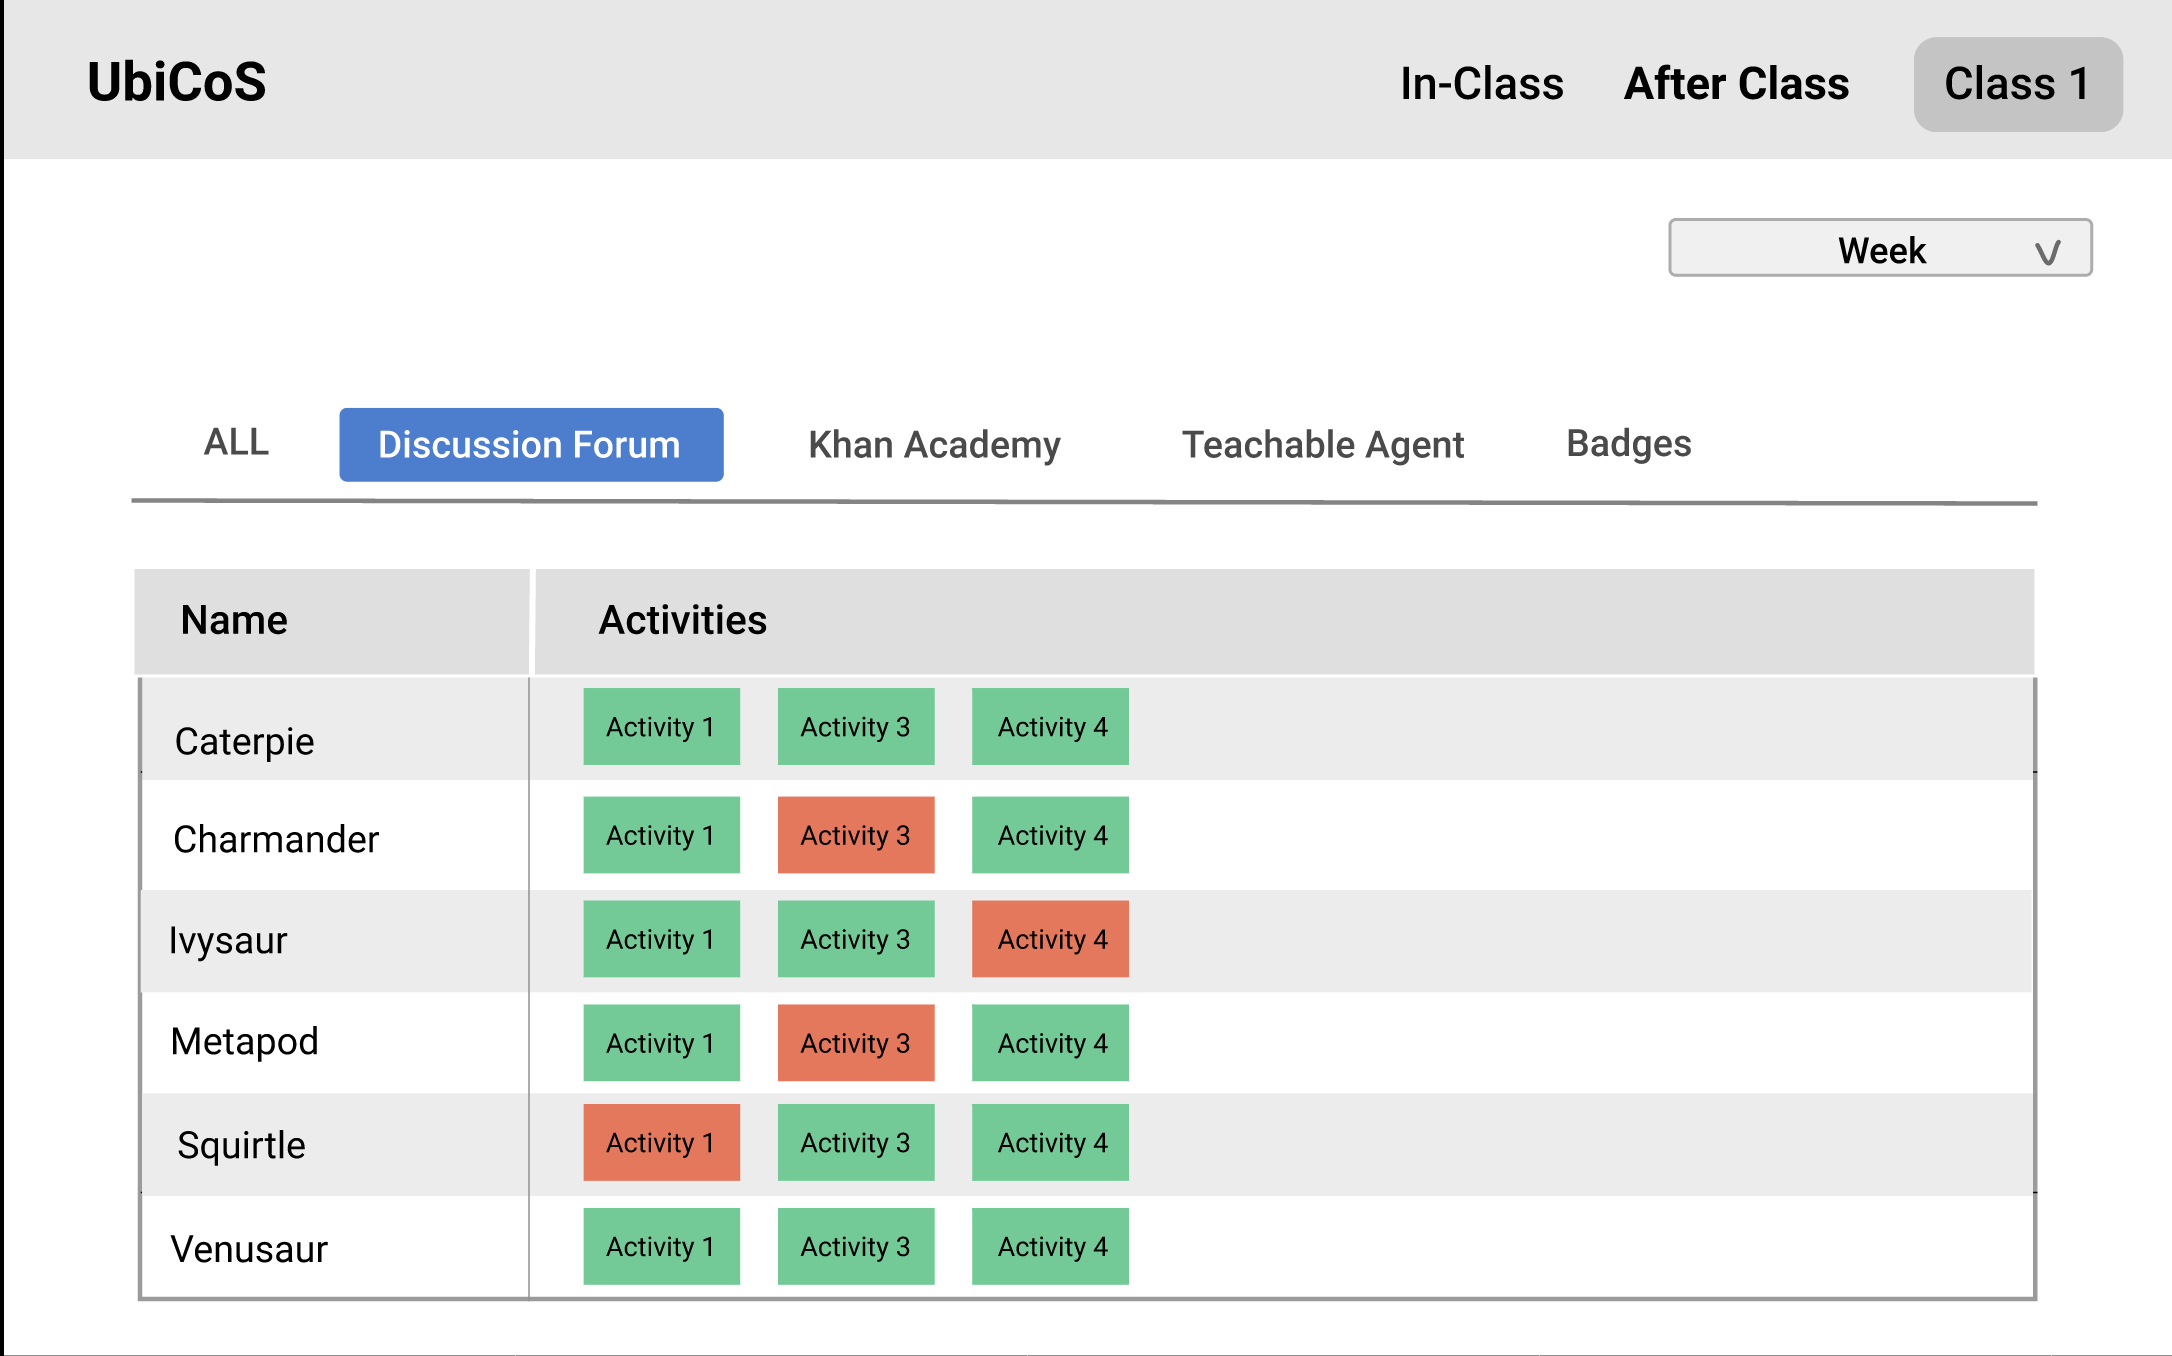 UbiCoS In-Class After Class Class 1
Week
ALL Discussion Forum Khan Academy Teachable Agent Badges
Name Activities
Caterpie Activity 1 Activity 3 Activity 4
Charmander Activity 1 Activity 3 Activity 4
Ivysaur Activity 1 Activity 3 Activity 4
Metapod Activity 1 Activity 3 Activity 4
Squirtle Activity 1 Activity 3 Activity 4
Venusaur Activity 1 Activity 3 Activity 4